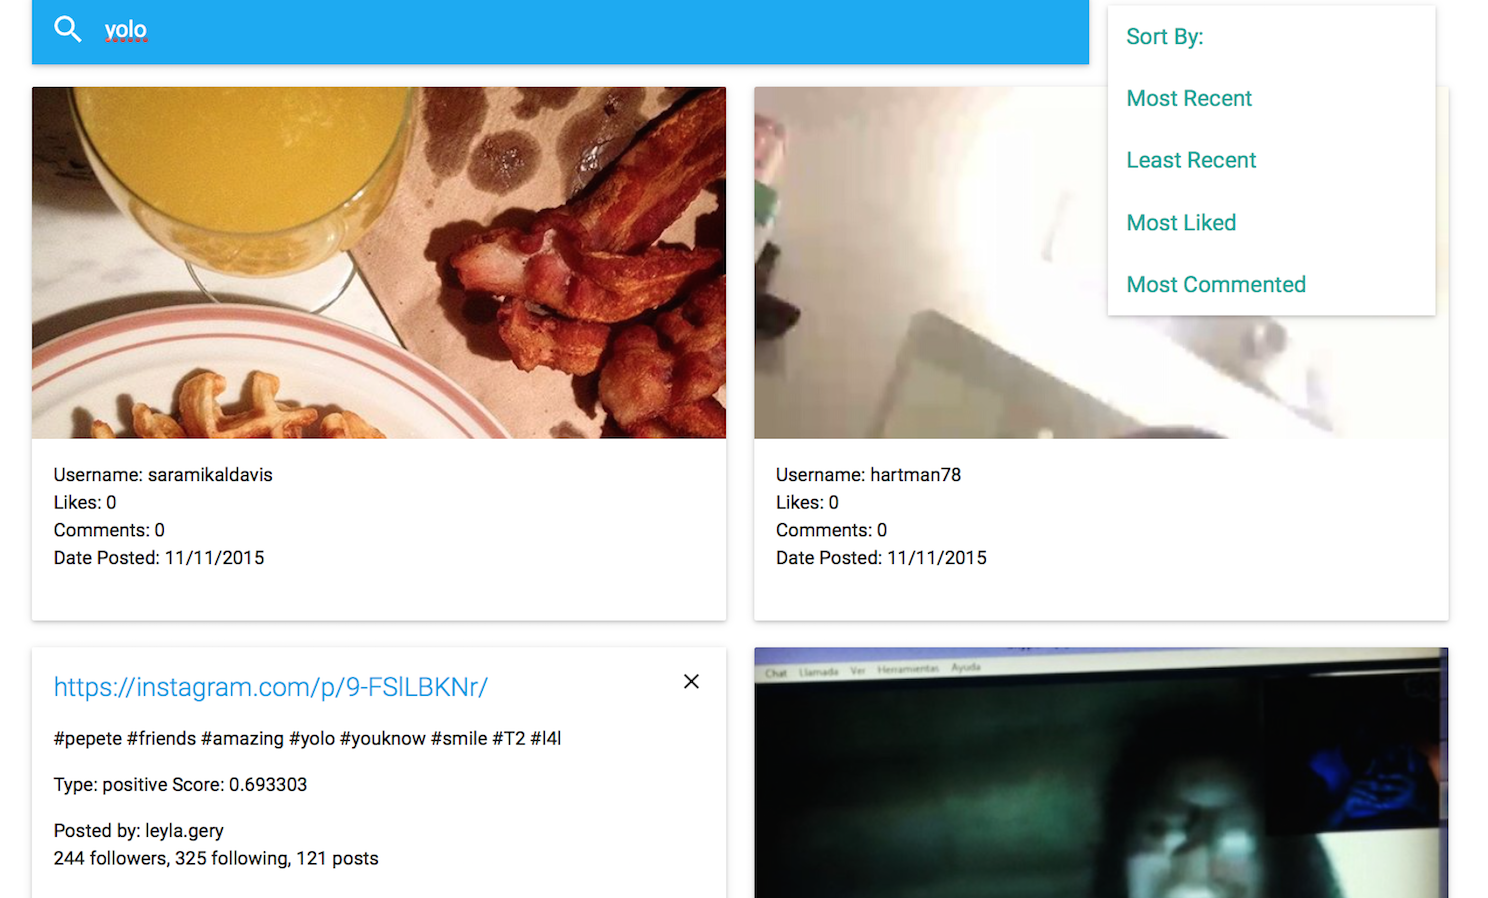 yolo
Sort By:
Most Recent
Least Recent
Most Liked
Most Commented
Username: saramikaldavis
Likes: 0
Comments: 0
Date Posted: 11/11/2015
Username: hartman78
Likes: 0
Comments: 0
Date Posted: 11/11/2015
https://instagram.com/p/9-FSlLBKNr/
#pepete #friends #amazing #yolo #youknow #smile #T2 #l4l
Type: positive Score: 0.693303
Posted by: leyla.gery
244 followers, 325 following, 121 posts
Chat Llamada Ver Herramientas Ayuda